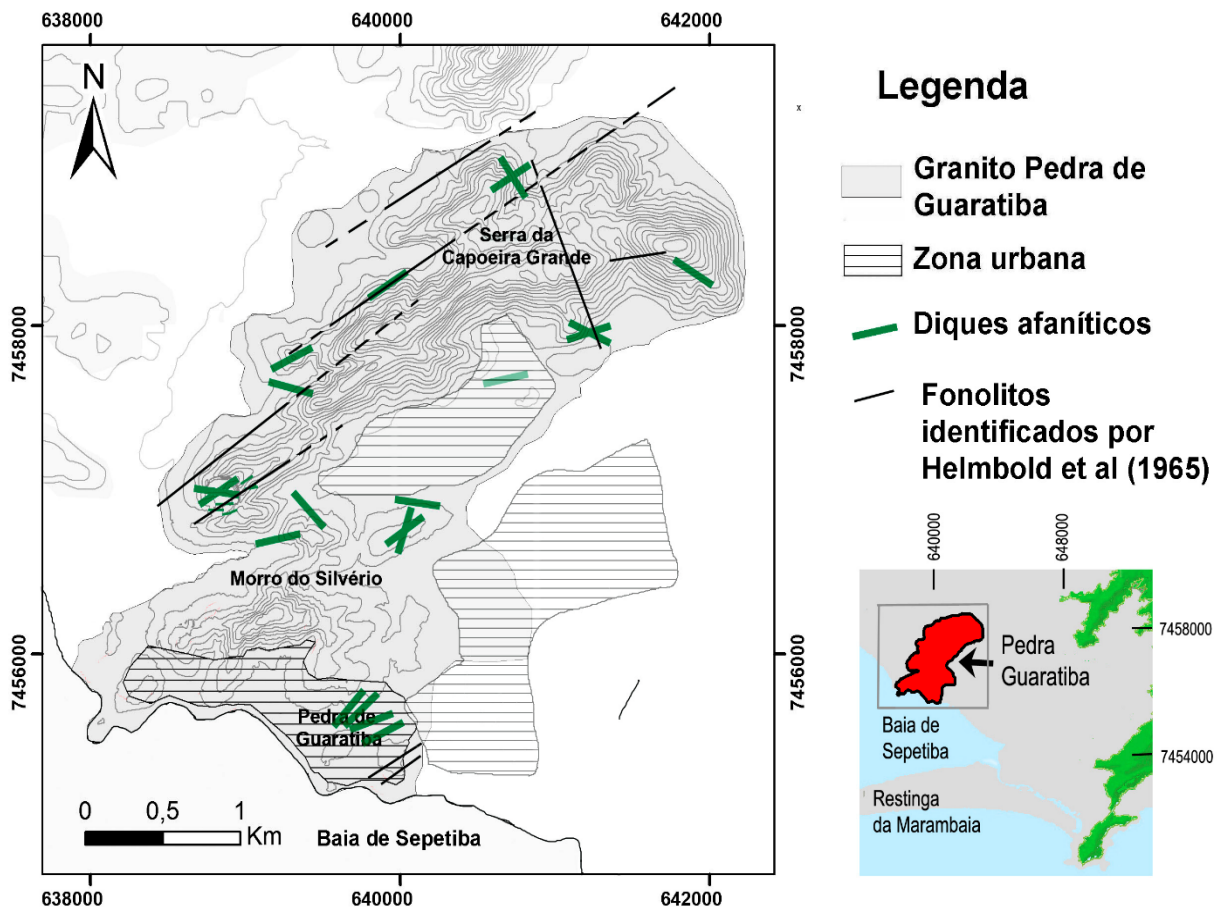 638000
640000
642000
N
7458000
7458000
7456000
7456000
Serra da
Capoeira Grande
Morro do Silvério
Pedra de
Guaratiba
0
0,5
1
Km
Baia de Sepetiba
638000
640000
642000
Legenda
x
Granito Pedra de
Guaratiba
Zona urbana
Diques afaníticos
Fonolitos
identificados por
Helmbold et al (1965)
640000
648000
7458000
7454000
Pedra
Guaratiba
Baia de
Sepetiba
Restinga
da Marambaia